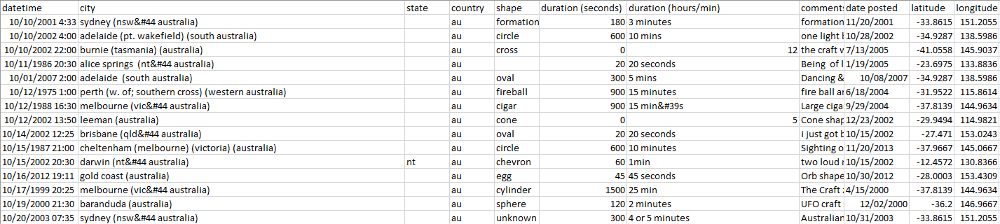 datetime city state country shape duration (seconds) duration (hours/min) comments date posted latitude longitude
10/10/2001 4:33 sydney (nsw&#44 australia) au formation 180 3 minutes formation 11/20/2001 -33.8615 151.2055
10/10/2002 4:00 adelaide (pt. wakefield) (south australia) au circle 600 10 mins one light 10/28/2002 -34.9287 138.5986
10/10/2002 22:00 burnie (tasmania) (australia) au cross 0 12 the craft 7/13/2005 -41.0558 145.9037
10/11/1986 20:30 alice springs (nt&#44 australia) au 20 20 seconds Being of 1/19/2005 -23.6975 133.8836
10/01/2007 2:00 adelaide (south australia) au oval 300 5 mins Dancing & 10/08/2007 -34.9287 138.5986
10/12/1975 1:00 perth (w. of; southern cross) (western australia) au fireball 900 15 minutes fire ball 6/18/2004 -31.9522 115.8614
10/12/1988 16:30 melbourne (vic&#44 australia) au cigar 900 15 min&#39s Large ciga 9/29/2004 -37.8139 144.9634
10/12/2002 13:50 leeman (australia) au cone 0 5 Cone shap 12/23/2002 -29.9494 114.9821
10/14/2002 12:25 brisbane (qld&#44 australia) au oval 20 20 seconds i just got 10/15/2002 -27.471 153.0243
10/15/1987 21:00 cheltenham (melbourne) (victoria) (australia) au circle 600 10 minutes Sighting o 11/20/2013 -37.9667 145.0667
10/15/2002 20:30 darwin (nt&#44 australia) nt au chevron 60 1min two loud 10/15/2002 -12.4572 130.8366
10/16/2012 19:11 gold coast (australia) au egg 45 45 seconds Orb shape 10/30/2012 -28.0003 153.4309
10/17/1999 20:25 melbourne (vic&#44 australia) au cylinder 1500 25 min The Craft 4/15/2000 -37.8139 144.9634
10/19/2000 21:30 baranduda (australia) au sphere 120 2 minutes UFO craft 12/02/2000 -36.2 146.9667
10/20/2003 07:35 sydney (nsw&#44 australia) au unknown 300 4 or 5 minutes Australian 10/31/2003 -33.8615 151.2055